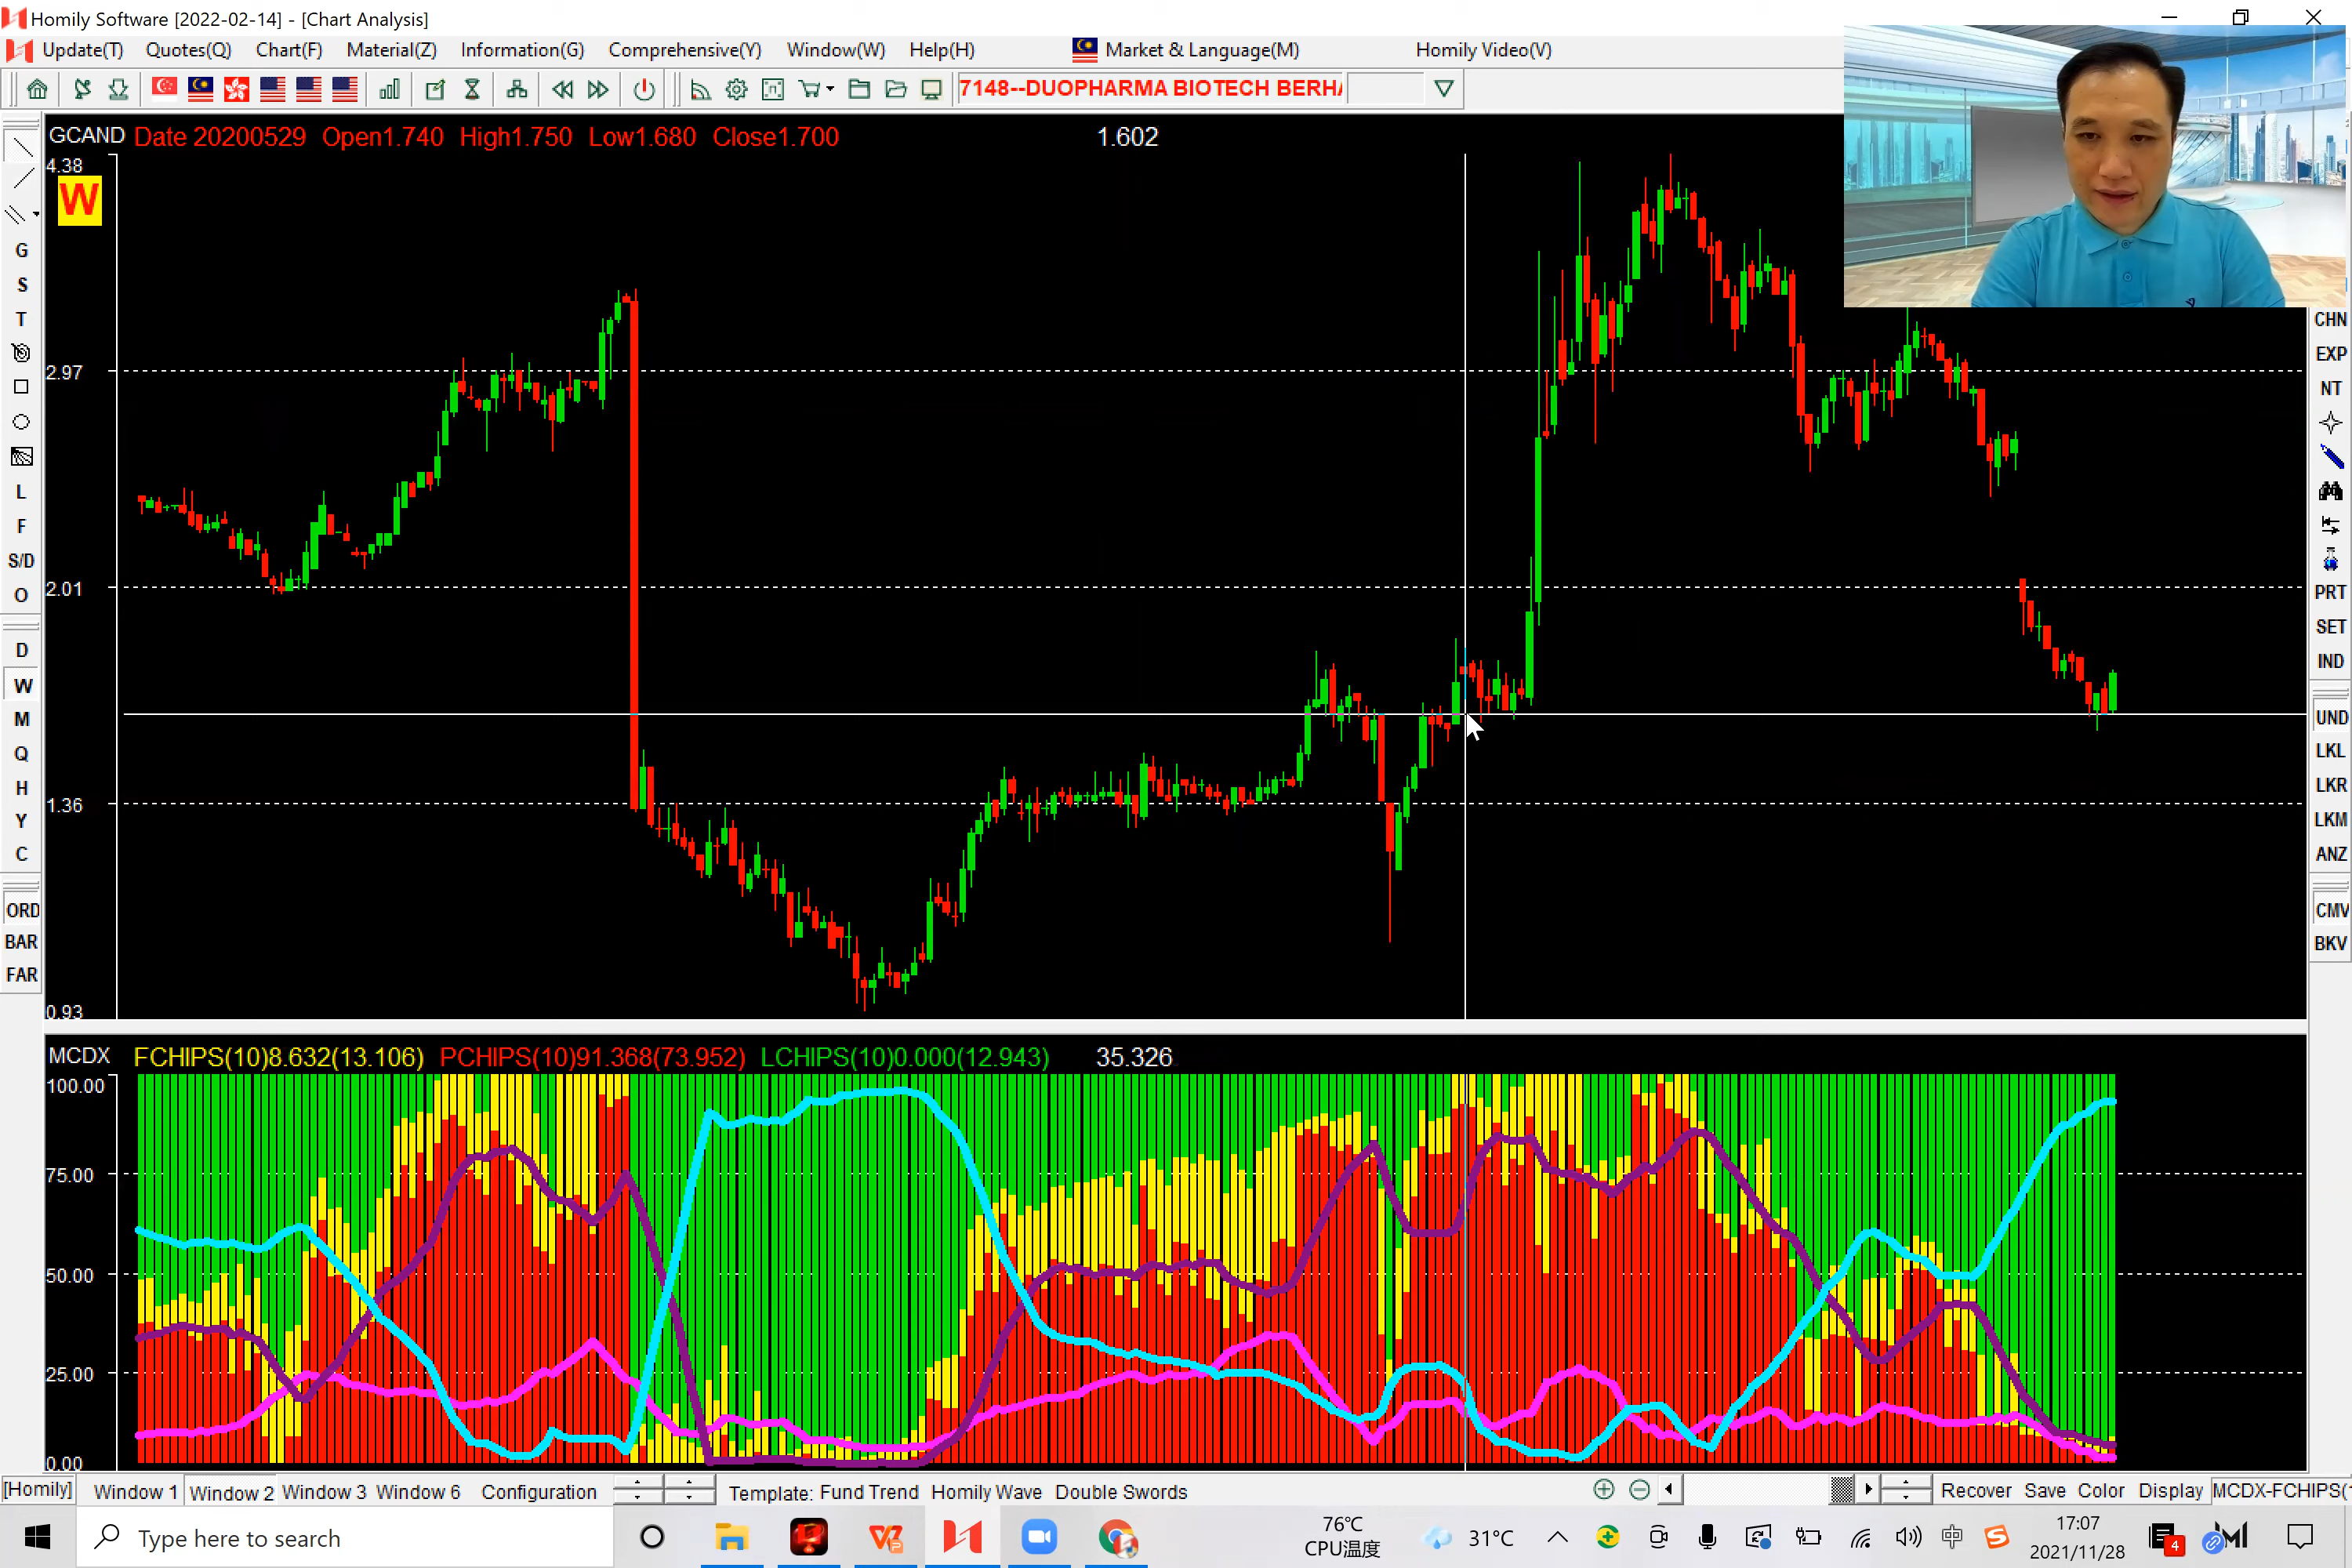 Homily Software [2022-02-14] - [Chart Analysis]
Update(T) Quotes(Q) Chart(F) Material(Z) Information(G) Comprehensive(Y) Window(W) Help(H) Market & Language(M) Homily Video(V)
7148--DUOPHARMA BIOTECH BERHA
GCAND Date 20200529 Open1.740 High1.750 Low1.680 Close1.700 1.602
4.38
W
2.97
2.01
1.36
0.93
G
S
T
L
F
S/D
O
D
W
M
Q
H
Y
C
ORD
BAR
FAR
CHN
EXP
NT
PRT
SET
IND
UND
LKL
LKR
LKM
ANZ
CMV
BKV
MCDX FCHIPS(10)8.632(13.106) PCHIPS(10)91.368(73.952) LCHIPS(10)0.000(12.943) 35.326
100.00
75.00
50.00
25.00
0.00
[Homily] Window 1 Window 2 Window 3 Window 6 Configuration Template: Fund Trend Homily Wave Double Swords Recover Save Color Display MCDX-FCHIPS(
Type here to search
76℃
CPU温度
31°C
中
17:07
2021/11/28
4